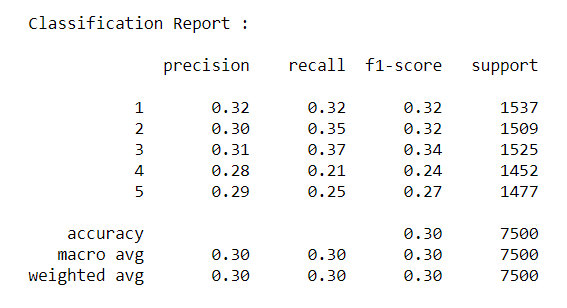 Classification Report :
precision recall f1-score support
1 0.32 0.32 0.32 1537
2 0.30 0.35 0.32 1509
3 0.31 0.37 0.34 1525
4 0.28 0.21 0.24 1452
5 0.29 0.25 0.27 1477
accuracy 0.30 7500
macro avg 0.30 0.30 0.30 7500
weighted avg 0.30 0.30 0.30 7500